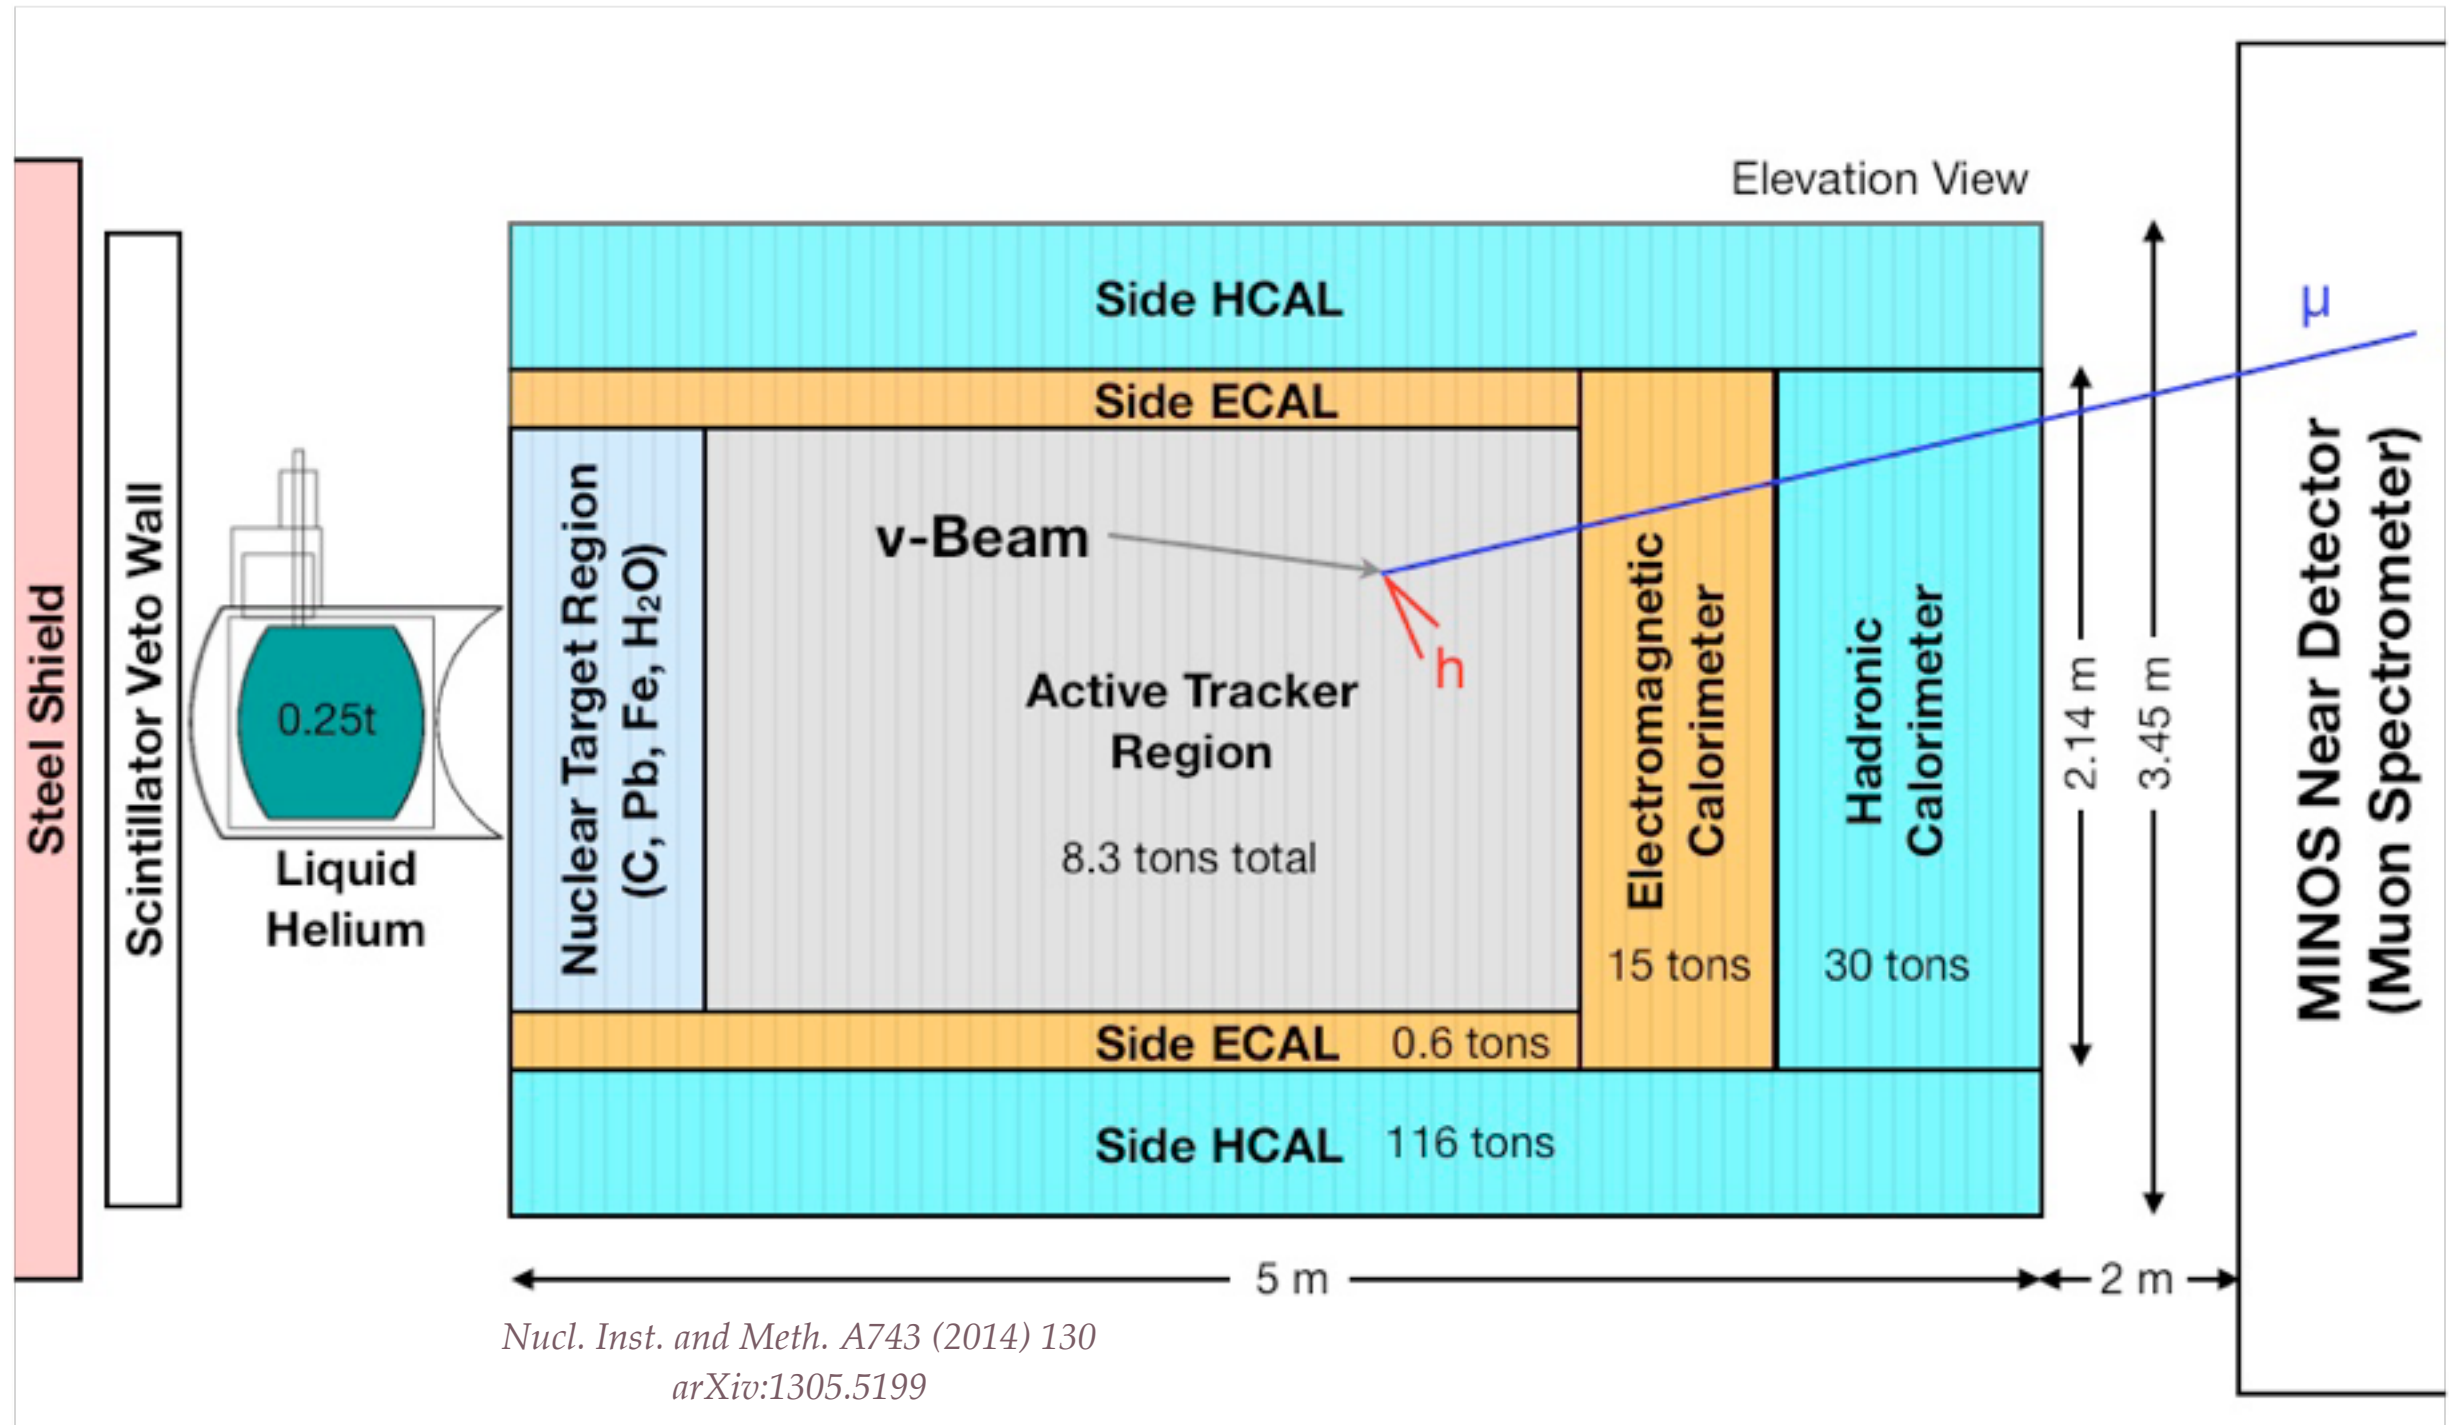 Elevation View
Steel Shield
Scintillator Veto Wall
0.25t
Liquid
Helium
Side HCAL
Side ECAL
Nuclear Target Region
(C, Pb, Fe, H₂O)
ν-Beam
h
μ
Active Tracker
Region
8.3 tons total
Electromagnetic
Calorimeter
15 tons
Hadronic
Calorimeter
30 tons
Side ECAL 0.6 tons
Side HCAL 116 tons
2.14 m
3.45 m
MINOS Near Detector
(Muon Spectrometer)
5 m
2 m
Nucl. Inst. and Meth. A743 (2014) 130
arXiv:1305.5199